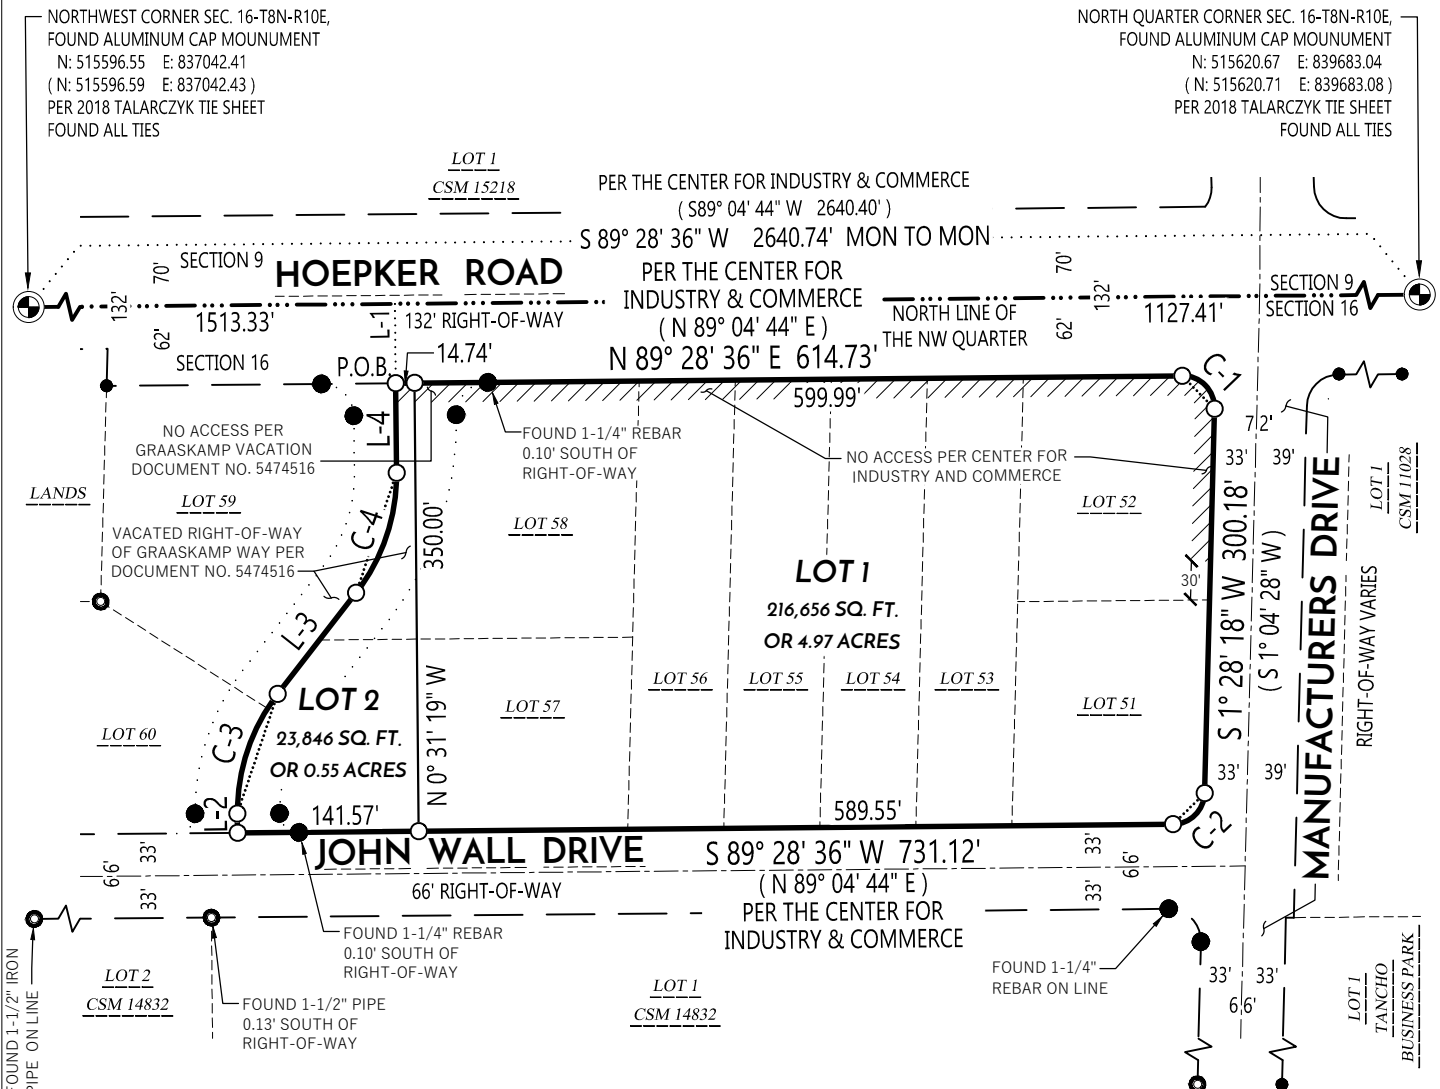 NORTHWEST CORNER SEC. 16-T8N-R10E,
FOUND ALUMINUM CAP MOUNUMENT
N: 515596.55 E: 837042.41
( N: 515596.59 E: 837042.43 )
PER 2018 TALARCZYK TIE SHEET
FOUND ALL TIES
NORTH QUARTER CORNER SEC. 16-T8N-R10E,
FOUND ALUMINUM CAP MOUNUMENT
N: 515620.67 E: 839683.04
( N: 515620.71 E: 839683.08 )
PER 2018 TALARCZYK TIE SHEET
FOUND ALL TIES
LOT 1
CSM 15218
PER THE CENTER FOR INDUSTRY & COMMERCE
( S89° 04' 44" W 2640.40' )
S 89° 28' 36" W 2640.74' MON TO MON
SECTION 9
70'
HOEPKER ROAD
PER THE CENTER FOR
INDUSTRY & COMMERCE
( N 89° 04' 44" E )
N 89° 28' 36" E 614.73'
70'
SECTION 9
SECTION 16
132'
1513.33'
62'
L-1
132' RIGHT-OF-WAY
NORTH LINE OF
THE NW QUARTER
62'
132'
1127.41'
SECTION 16
P.O.B.
14.74'
599.99'
C-1
NO ACCESS PER
GRAASKAMP VACATION
DOCUMENT NO. 5474516
L-4
FOUND 1-1/4" REBAR
0.10' SOUTH OF
RIGHT-OF-WAY
NO ACCESS PER CENTER FOR
INDUSTRY AND COMMERCE
72'
33'
39'
LOT 1
CSM 11028
LANDS
LOT 59
LOT 58
LOT 52
VACATED RIGHT-OF-WAY
OF GRAASKAMP WAY PER
DOCUMENT NO. 5474516
C-4
350.00'
N 0° 31' 19" W
LOT 1
216,656 SQ. FT.
OR 4.97 ACRES
30'
S 1° 28' 18" W 300.18'
( S 1° 04' 28" W )
MANUFACTURERS DRIVE
RIGHT-OF-WAY VARIES
L-3
LOT 2
23,846 SQ. FT.
OR 0.55 ACRES
LOT 57
LOT 56
LOT 55
LOT 54
LOT 53
LOT 51
LOT 60
C-3
L-2
141.57'
589.55'
33'
39'
C-2
33'
66'
33'
JOHN WALL DRIVE
S 89° 28' 36" W 731.12'
( N 89° 04' 44" E )
PER THE CENTER FOR
INDUSTRY & COMMERCE
66' RIGHT-OF-WAY
33'
66'
33'
FOUND 1-1/2" IRON
PIPE ON LINE
FOUND 1-1/4" REBAR
0.10' SOUTH OF
RIGHT-OF-WAY
LOT 2
CSM 14832
FOUND 1-1/2" PIPE
0.13' SOUTH OF
RIGHT-OF-WAY
LOT 1
CSM 14832
FOUND 1-1/4"
REBAR ON LINE
33'
33'
66'
LOT 1
TANCHO
BUSINESS PARK